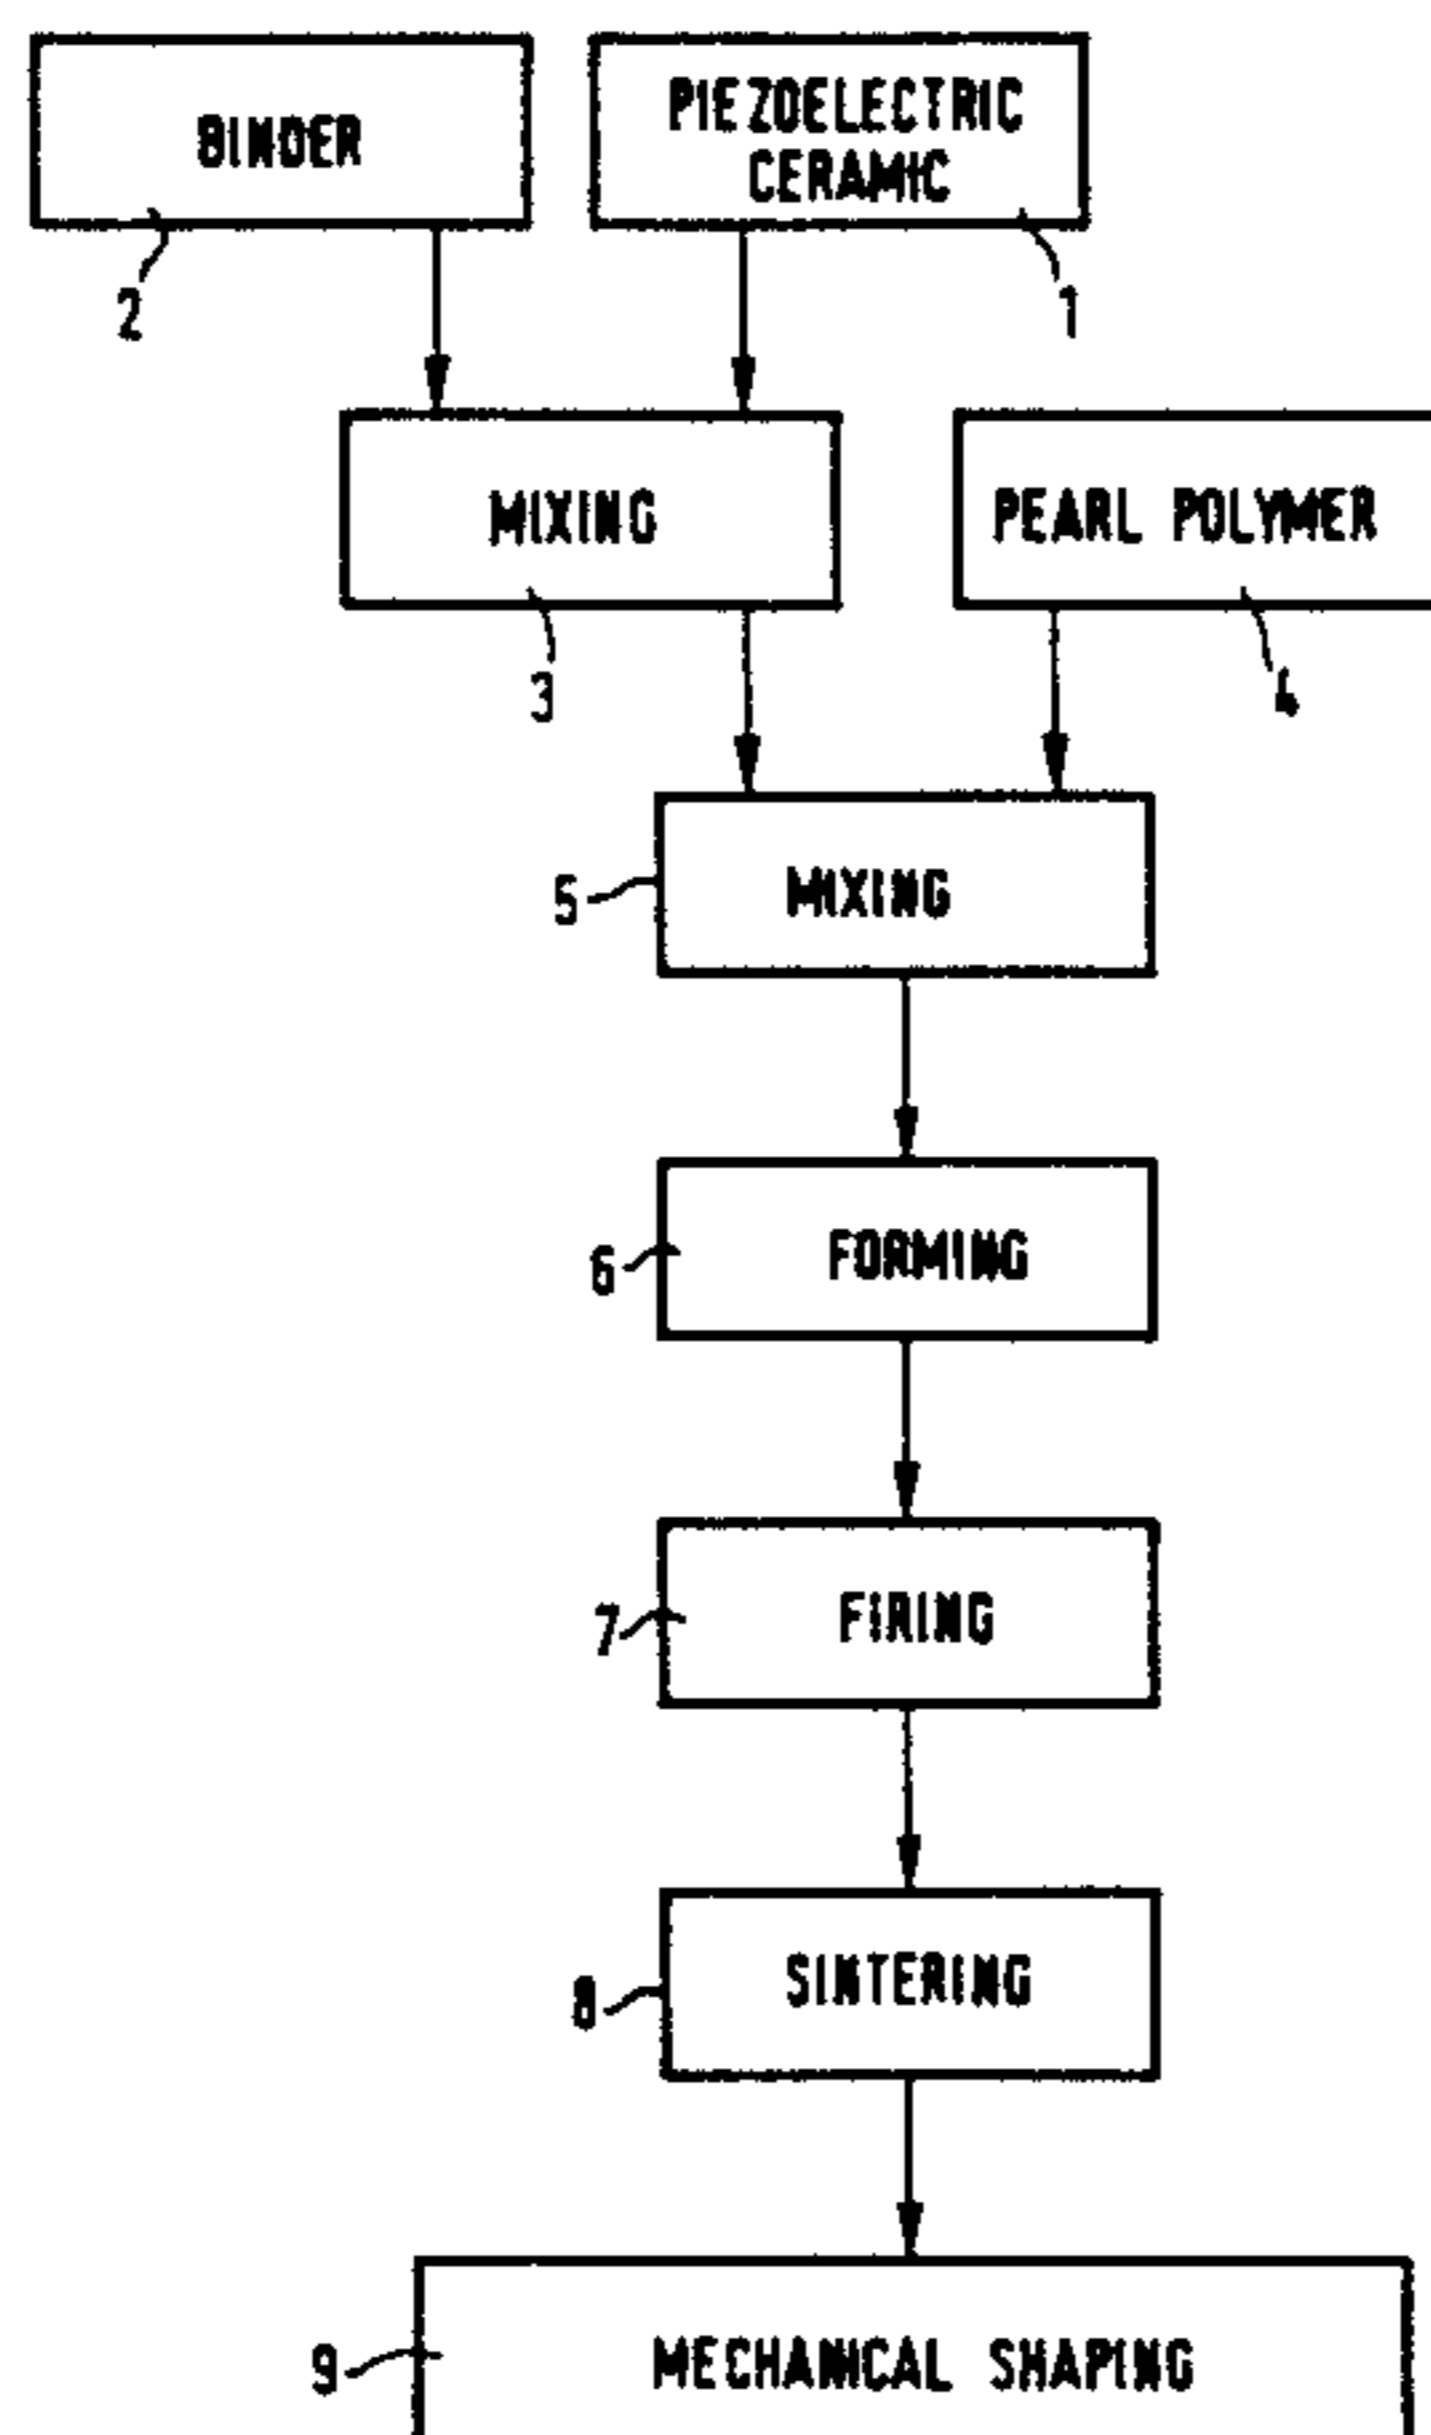 BINDER
PIEZOELECTRIC
CERAMIC
2
1
MIXING
PEARL POLYMER
3
4
5
MIXING
6
FORMING
7
FIRING
8
SINTERING
9
MECHANICAL SHAPING